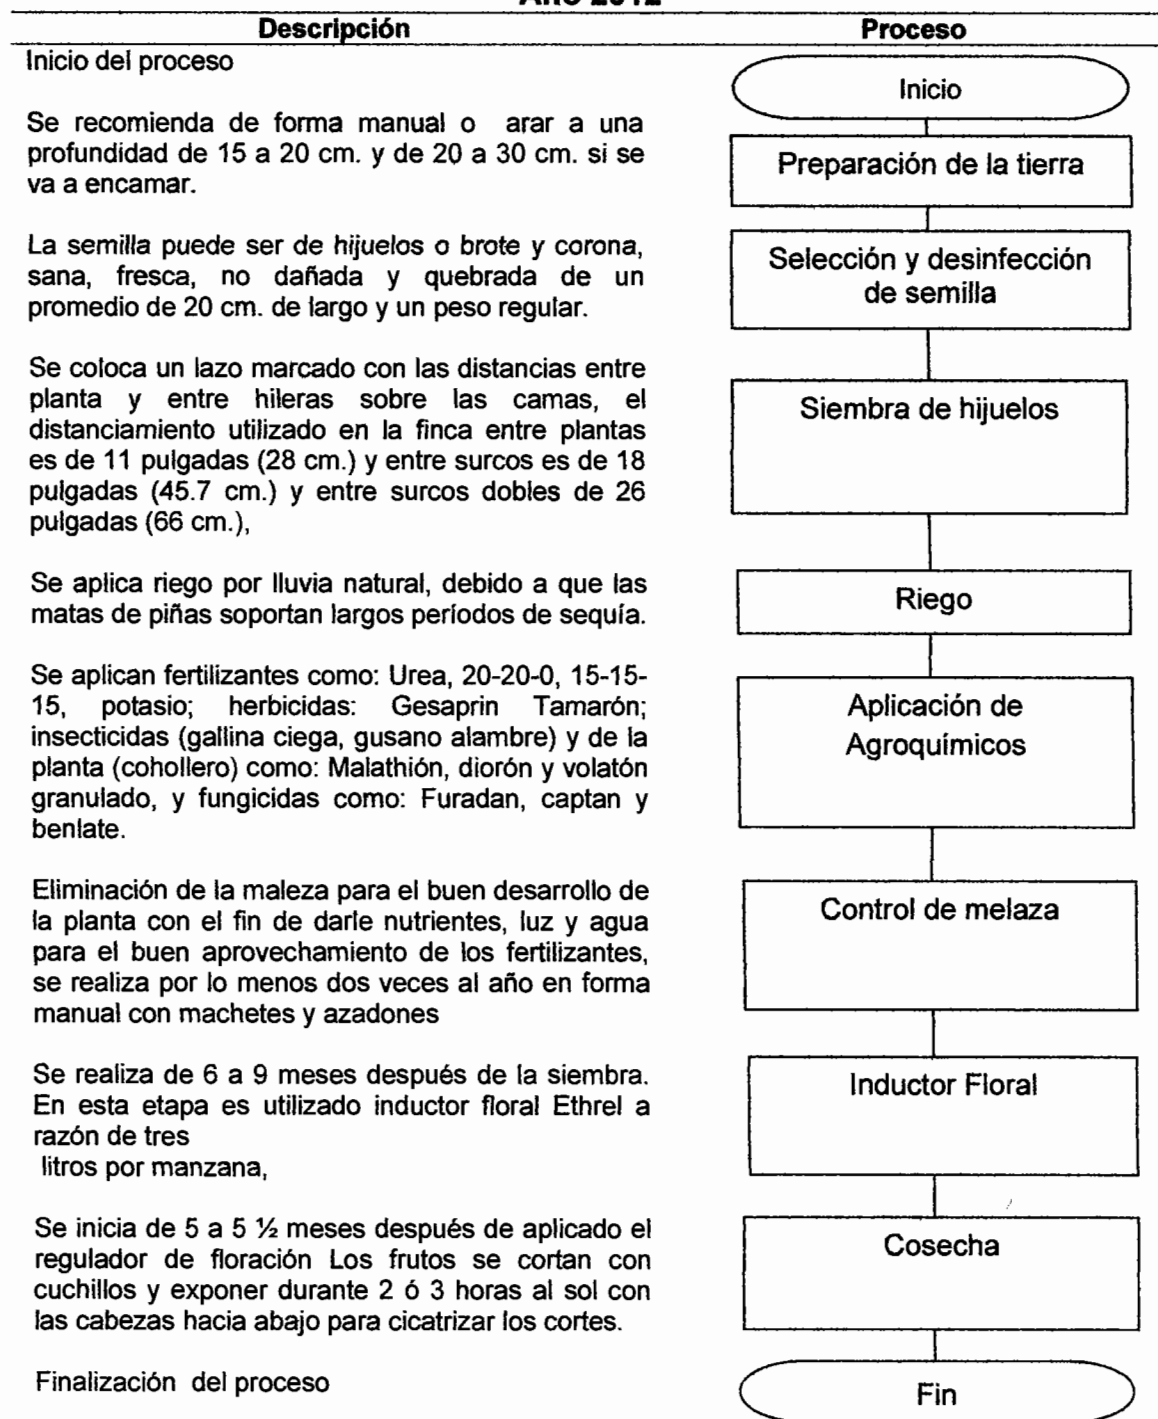 Descripción Proceso
Inicio del proceso
Inicio
Se recomienda de forma manual o arar a una
profundidad de 15 a 20 cm. y de 20 a 30 cm. si se
va a encamar.
Preparación de la tierra
La semilla puede ser de hijuelos o brote y corona,
sana, fresca, no dañada y quebrada de un
promedio de 20 cm. de largo y un peso regular.
Selección y desinfección
de semilla
Se coloca un lazo marcado con las distancias entre
planta y entre hileras sobre las camas, el
distanciamiento utilizado en la finca entre plantas
es de 11 pulgadas (28 cm.) y entre surcos es de 18
pulgadas (45.7 cm.) y entre surcos dobles de 26
pulgadas (66 cm.),
Siembra de hijuelos
Se aplica riego por lluvia natural, debido a que las
matas de piñas soportan largos períodos de sequía.
Riego
Se aplican fertilizantes como: Urea, 20-20-0, 15-15-
15, potasio; herbicidas: Gesaprin Tamarón;
insecticidas (gallina ciega, gusano alambre) y de la
planta (cohollero) como: Malathión, diorón y volatón
granulado, y fungicidas como: Furadan, captan y
benlate.
Aplicación de
Agroquímicos
Eliminación de la maleza para el buen desarrollo de
la planta con el fin de darle nutrientes, luz y agua
para el buen aprovechamiento de los fertilizantes,
se realiza por lo menos dos veces al año en forma
manual con machetes y azadones
Control de melaza
Se realiza de 6 a 9 meses después de la siembra.
En esta etapa es utilizado inductor floral Ethrel a
razón de tres
litros por manzana,
Inductor Floral
Se inicia de 5 a 5 ½ meses después de aplicado el
regulador de floración Los frutos se cortan con
cuchillos y exponer durante 2 ó 3 horas al sol con
las cabezas hacia abajo para cicatrizar los cortes.
Cosecha
Finalización del proceso
Fin